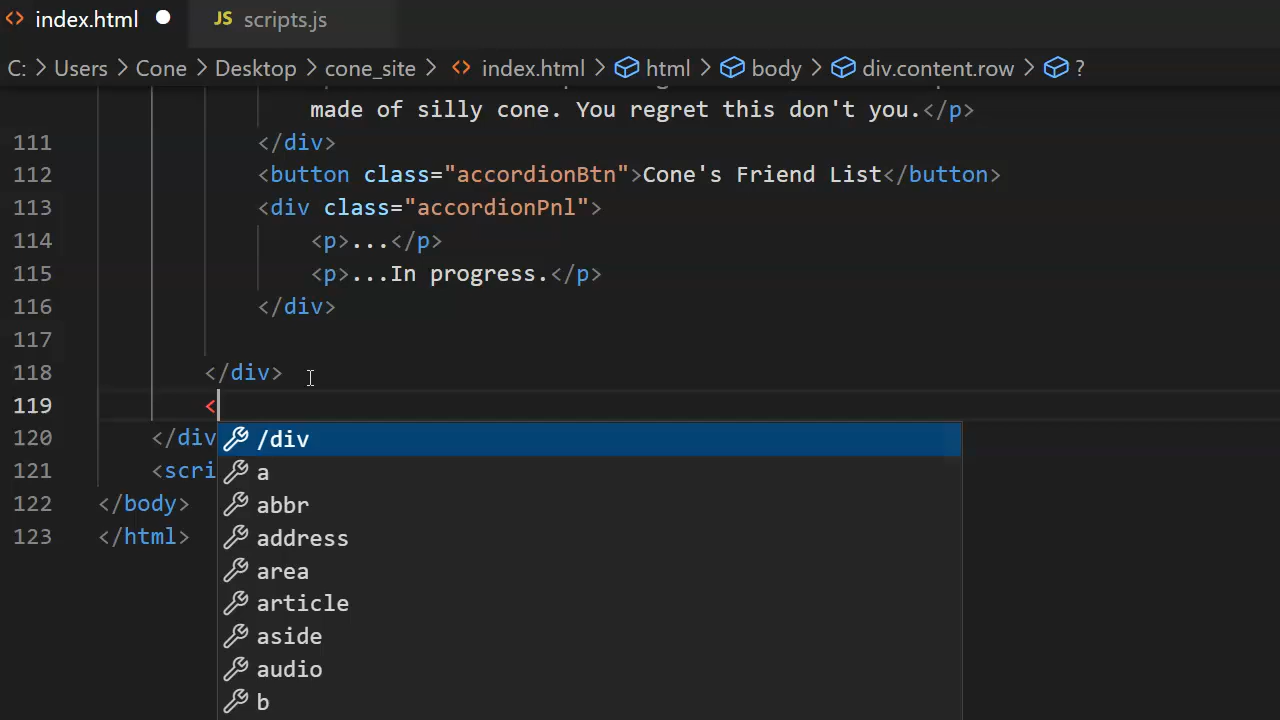 index.html
JS scripts.js
C: > Users > Cone > Desktop > cone_site > index.html > html > body > div.content.row > ?
made of silly cone. You regret this don't you.</p>
111 </div>
112 <button class="accordionBtn">Cone's Friend List</button>
113 <div class="accordionPnl">
114 <p>...</p>
115 <p>...In progress.</p>
116 </div>
117
118 </div>
119 <
120 </div
/div
121 <scri
a
122 </body>
abbr
123 </html>
address
area
article
aside
audio
b